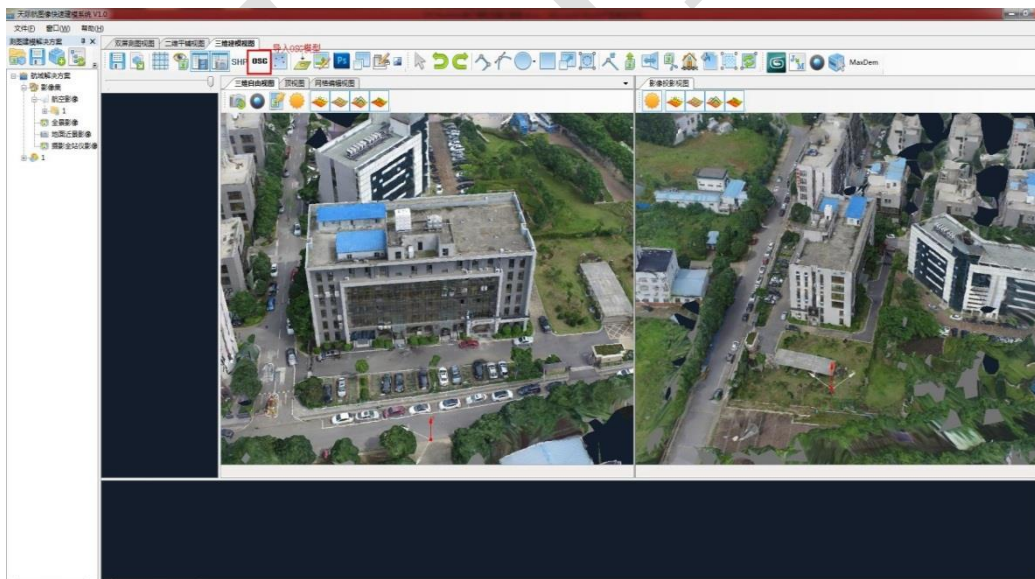 天际航图像快速建模系统 V1.0
文件(F) 窗口(W) 帮助(H)
测图建模解决方案
双屏测图视图 二维平铺视图 三维建模视图 导入OSG模型
SHP OSG Ps MaxDem
航域解决方案
影像类
航空影像
1
全景影像
地面近景影像
摄影全站仪影像
1
三维自由视图 顶视图 网格编辑视图
影像投影视图